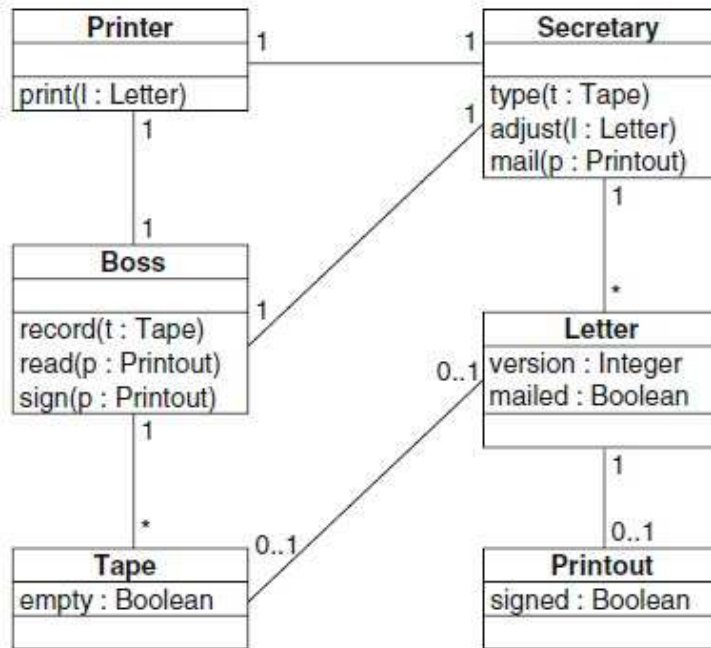 Printer
print(l : Letter)
1
1
Secretary
type(t : Tape)
adjust(l : Letter)
mail(p : Printout)
1
1
1
1
Boss
record(t : Tape)
read(p : Printout)
sign(p : Printout)
1
*
Letter
version : Integer
mailed : Boolean
0..1
1
1
*
0..1
0..1
Tape
empty : Boolean
Printout
signed : Boolean